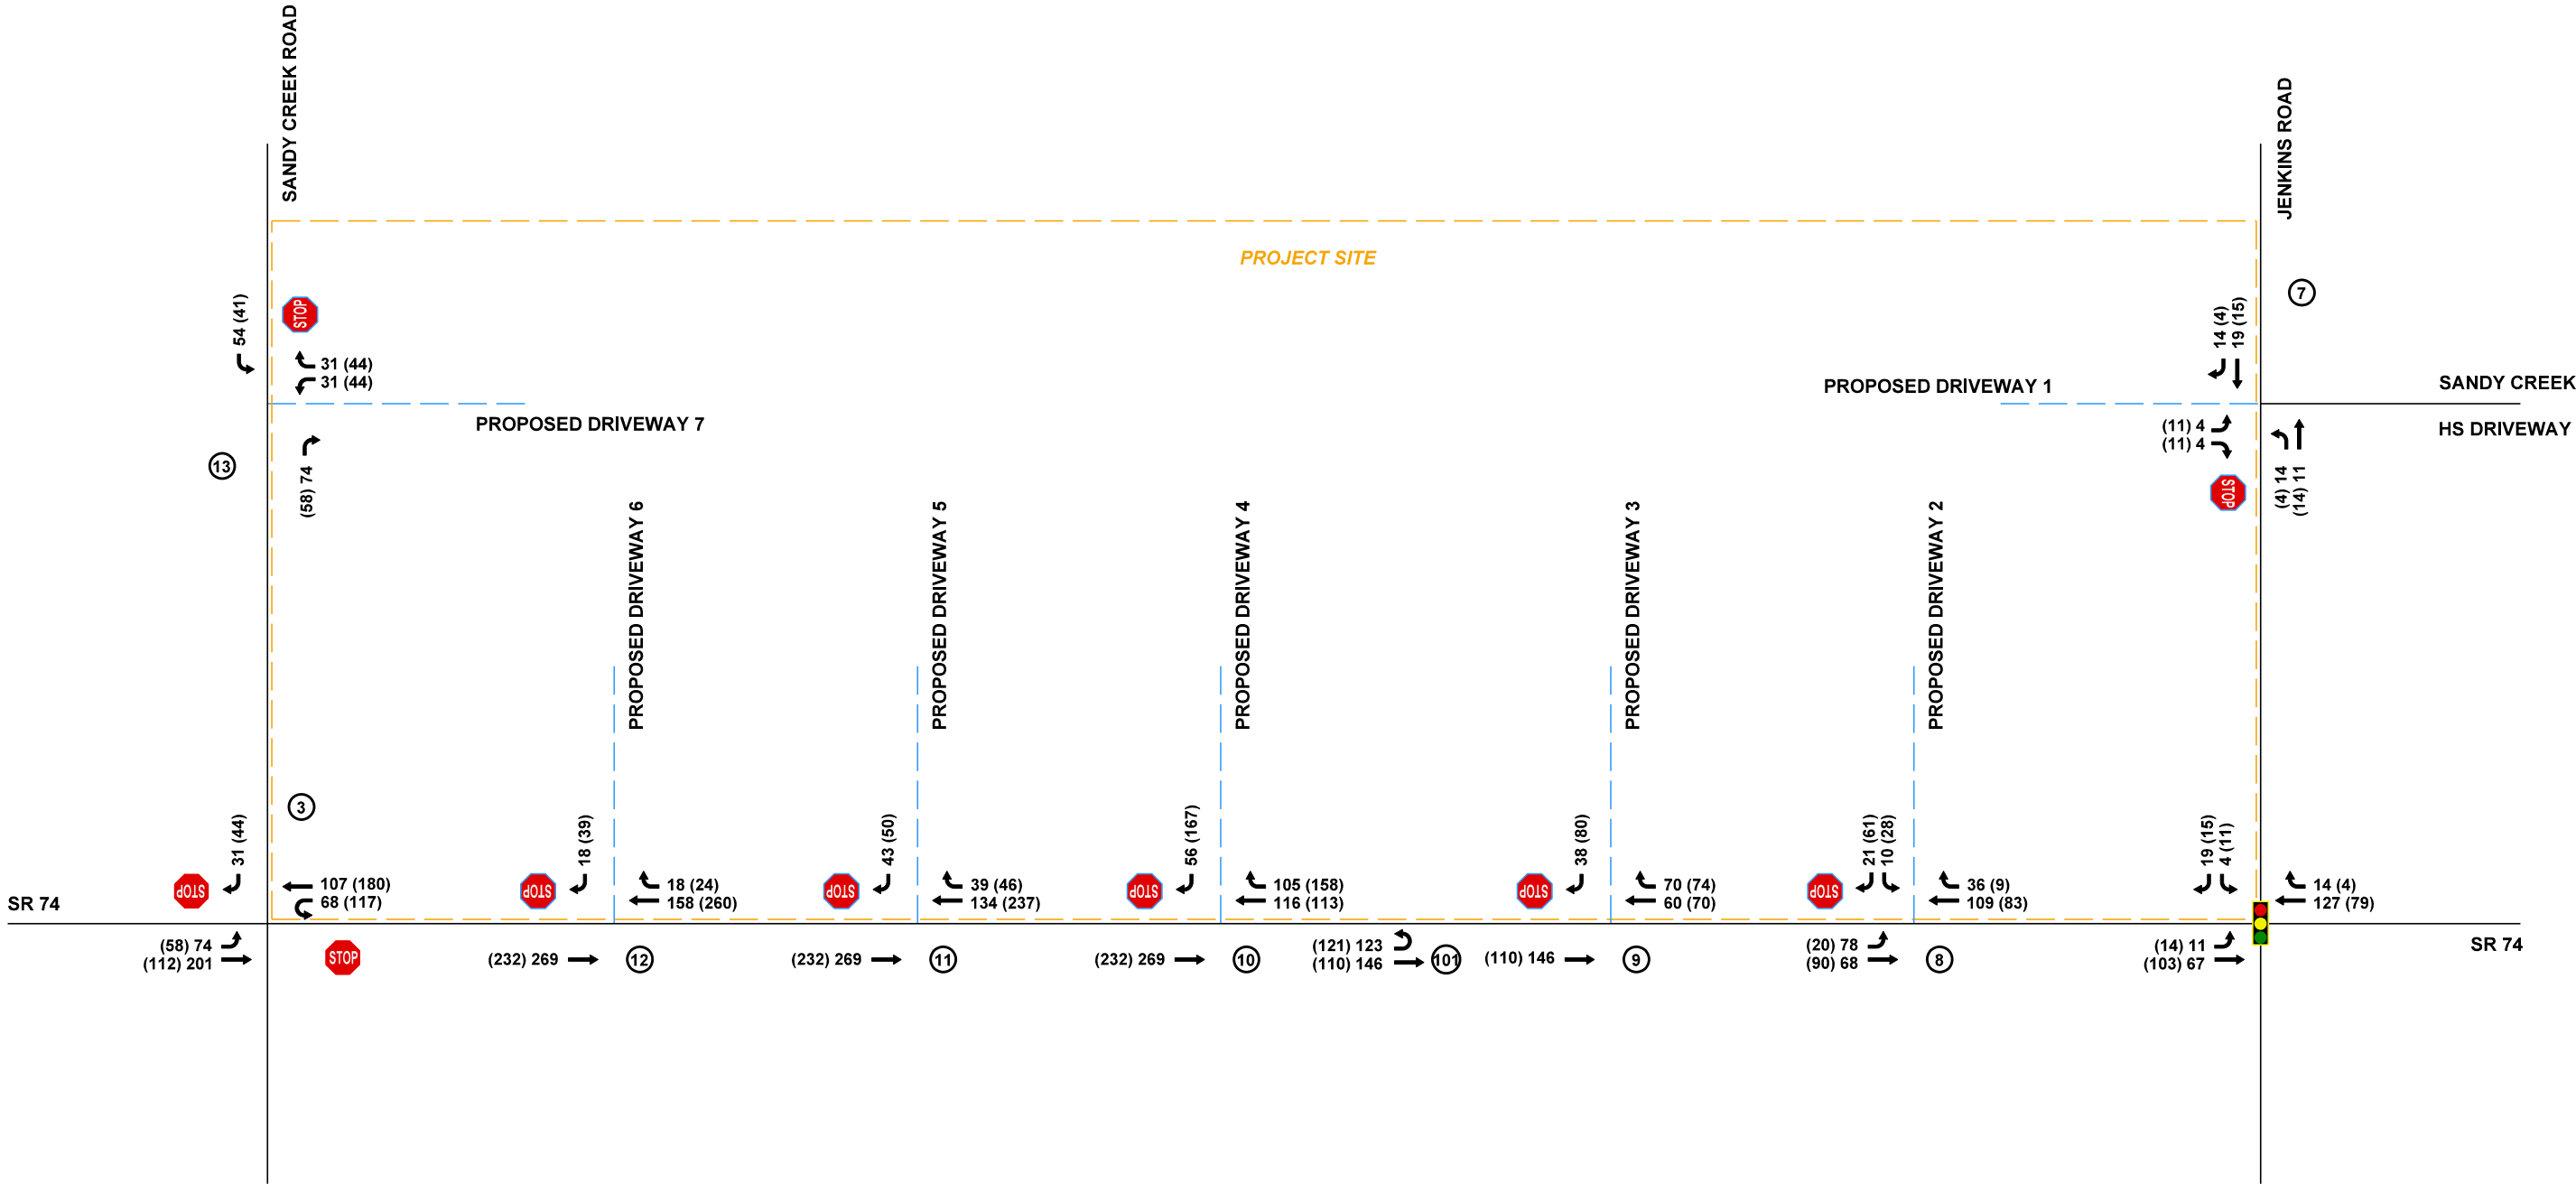 SANDY CREEK ROAD
JENKINS ROAD
PROJECT SITE
7
54 (41)
STOP
31 (44)
31 (44)
14 (4)
19 (15)
PROPOSED DRIVEWAY 1
SANDY CREEK
HS DRIVEWAY
PROPOSED DRIVEWAY 7
(11) 4
(11) 4
13
(58) 74
STOP
(4) 14
(14) 11
PROPOSED DRIVEWAY 6
PROPOSED DRIVEWAY 5
PROPOSED DRIVEWAY 4
PROPOSED DRIVEWAY 3
PROPOSED DRIVEWAY 2
3
SR 74
STOP
31 (44)
107 (180)
68 (117)
STOP
18 (39)
18 (24)
158 (260)
STOP
43 (50)
39 (46)
134 (237)
STOP
56 (167)
105 (158)
116 (113)
STOP
38 (80)
70 (74)
60 (70)
STOP
21 (61)
10 (28)
36 (9)
109 (83)
19 (15)
4 (11)
14 (4)
127 (79)
(58) 74
(112) 201
STOP
(232) 269
12
(232) 269
11
(232) 269
10
(121) 123
(110) 146
101
(110) 146
9
(20) 78
(90) 68
8
(14) 11
(103) 67
SR 74